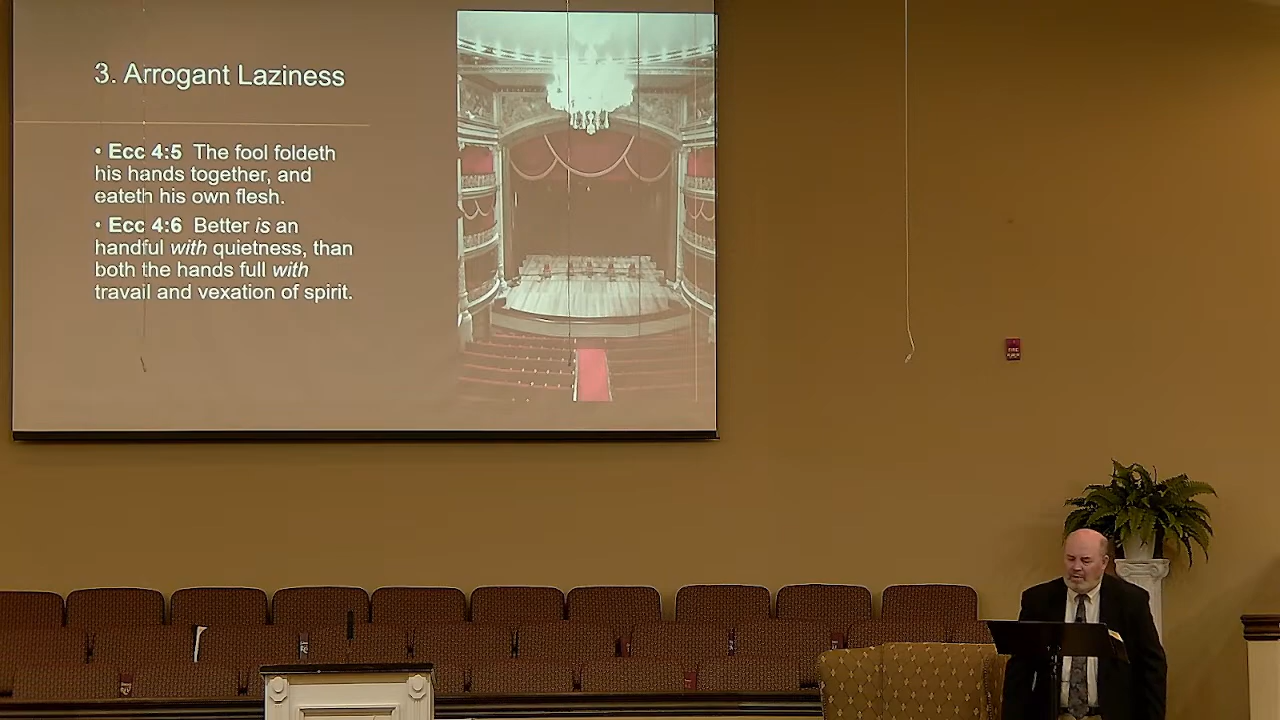 3. Arrogant Laziness
• Ecc 4:5 The fool foldeth
his hands together, and
eateth his own flesh.
• Ecc 4:6 Better is an
handful with quietness, than
both the hands full with
travail and vexation of spirit.
FIRE